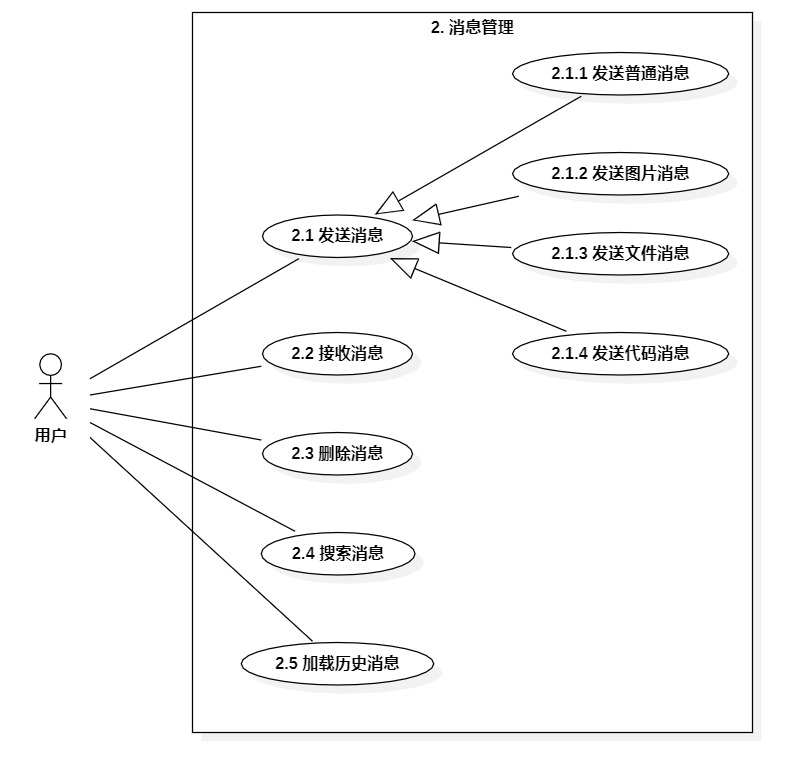 2. 消息管理
2.1.1 发送普通消息
2.1.2 发送图片消息
2.1 发送消息
2.1.3 发送文件消息
2.2 接收消息
2.1.4 发送代码消息
用户
2.3 删除消息
2.4 搜索消息
2.5 加载历史消息